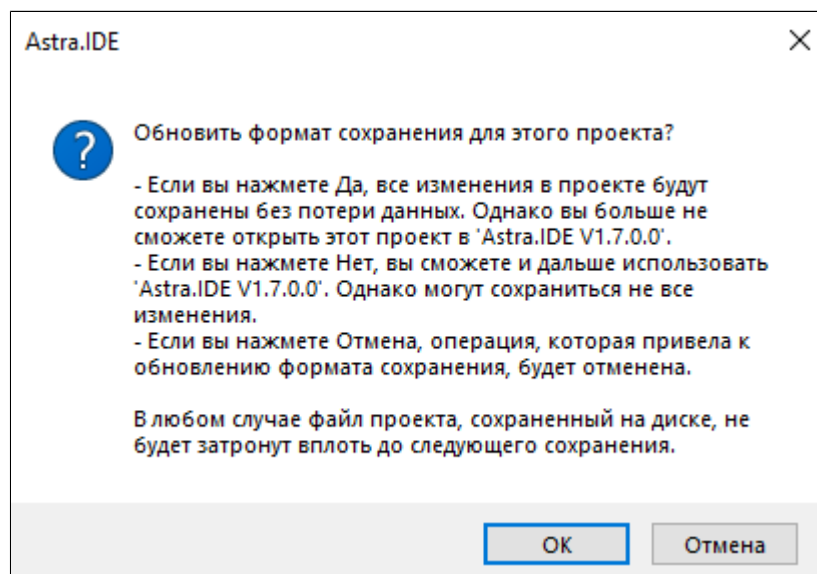 Astra.IDE
Обновить формат сохранения для этого проекта?
- Если вы нажмете Да, все изменения в проекте будут
сохранены без потери данных. Однако вы больше не
сможете открыть этот проект в 'Astra.IDE V1.7.0.0'.
- Если вы нажмете Нет, вы сможете и дальше использовать
'Astra.IDE V1.7.0.0'. Однако могут сохраниться не все
изменения.
- Если вы нажмете Отмена, операция, которая привела к
обновлению формата сохранения, будет отменена.
В любом случае файл проекта, сохраненный на диске, не
будет затронут вплоть до следующего сохранения.
ОК Отмена